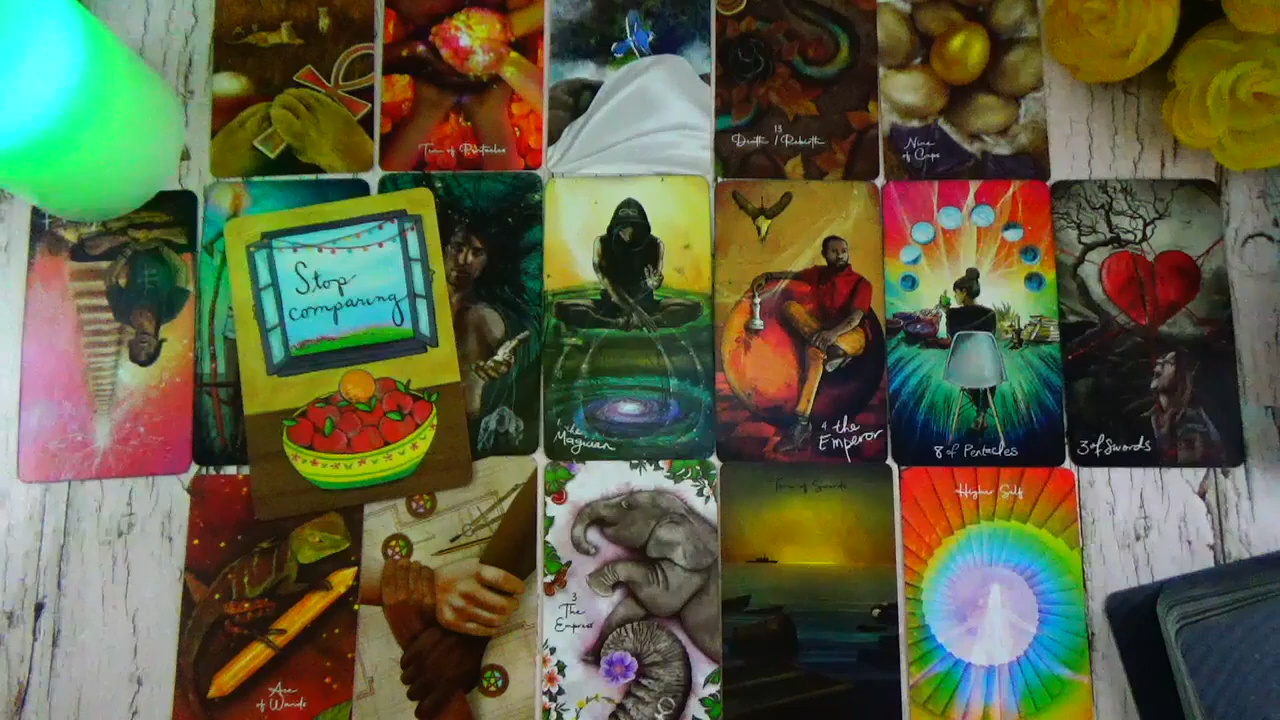 Ten of Pentacles
13
Death / Rebirth
Nine
of Cups
Stop
comparing
1 the
Magician
4 the
Emperor
8 of Pentacles
3 of Swords
Ace
of Wands
3
The
Empress
Ten of Swords
Higher Self